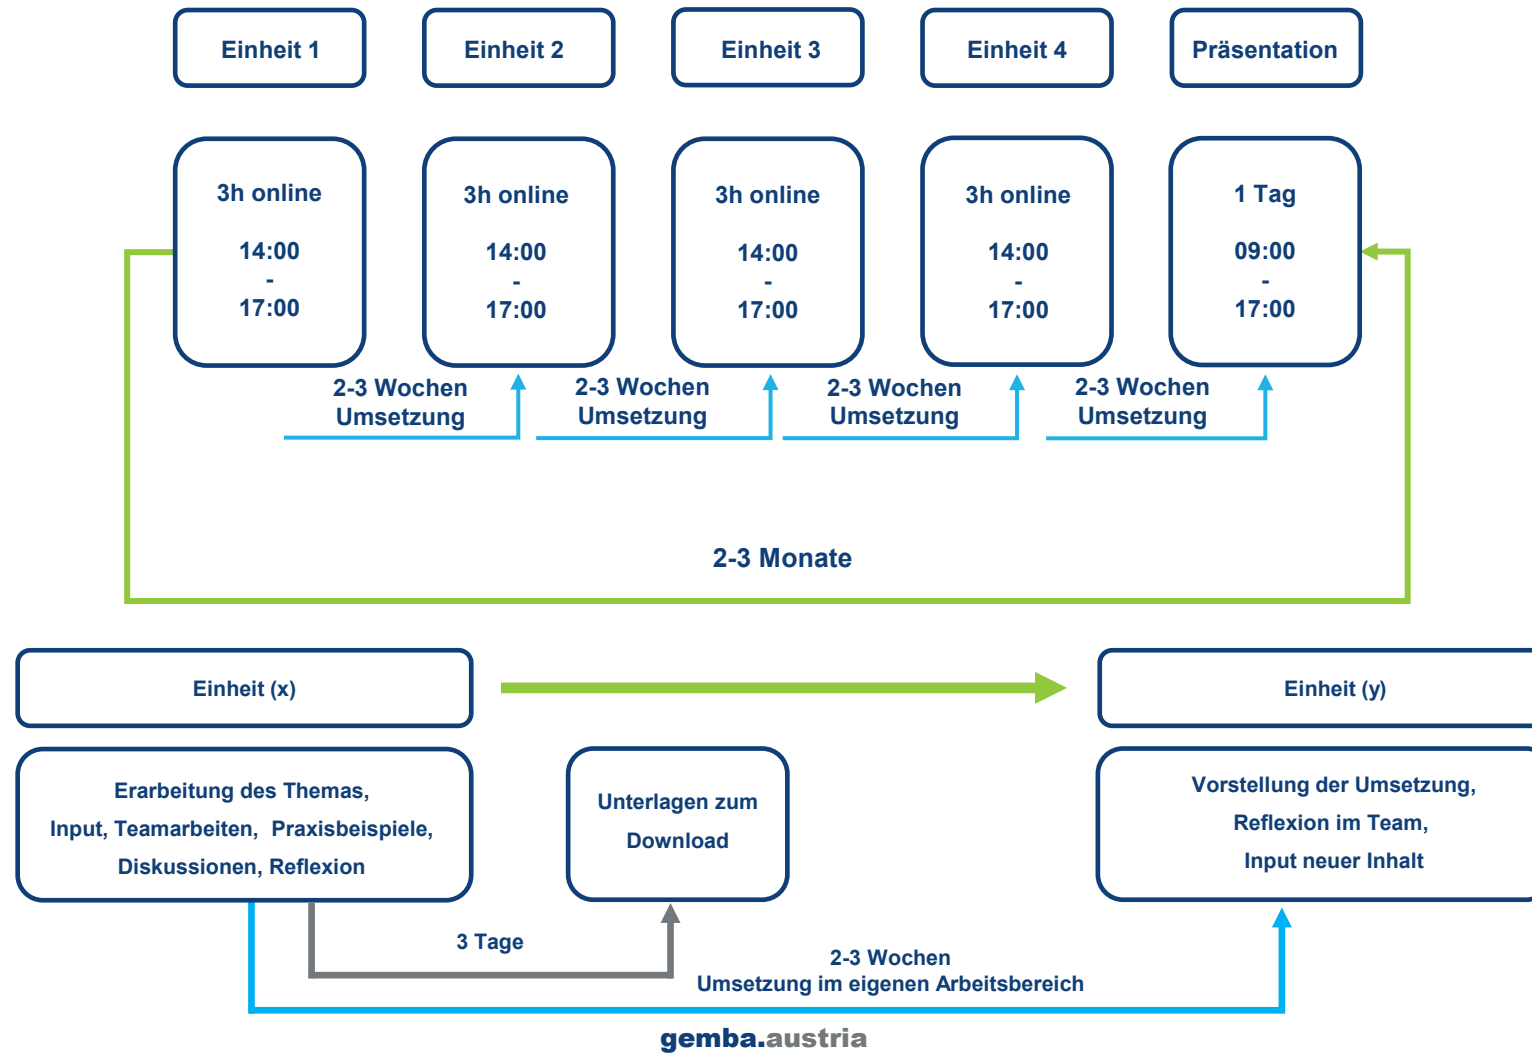 Einheit 1
Einheit 2
Einheit 3
Einheit 4
Präsentation
3h online
14:00
-
17:00
3h online
14:00
-
17:00
3h online
14:00
-
17:00
3h online
14:00
-
17:00
1 Tag
09:00
-
17:00
2-3 Wochen
Umsetzung
2-3 Wochen
Umsetzung
2-3 Wochen
Umsetzung
2-3 Wochen
Umsetzung
2-3 Monate
Einheit (x)
Einheit (y)
Erarbeitung des Themas,
Input, Teamarbeiten, Praxisbeispiele,
Diskussionen, Reflexion
Unterlagen zum
Download
Vorstellung der Umsetzung,
Reflexion im Team,
Input neuer Inhalt
3 Tage
2-3 Wochen
Umsetzung im eigenen Arbeitsbereich
gemba.austria